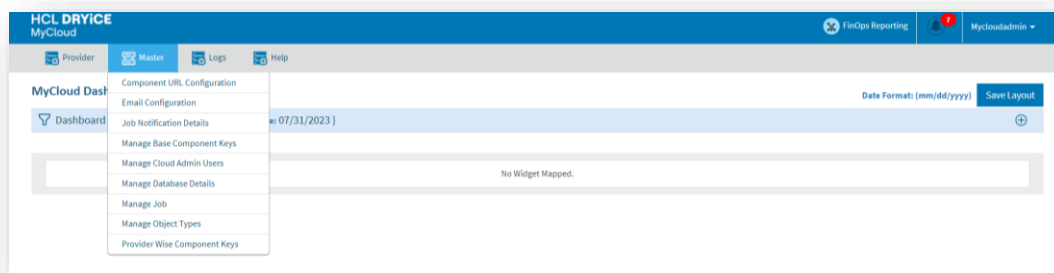 HCL DRYiCE
MyCloud
FinOps Reporting
7
Mycloudadmin
Provider
Master
Logs
Help
MyCloud Dash
Date Format: (mm/dd/yyyy)
Save Layout
Component URL Configuration
Email Configuration
Dashboard
Job Notification Details
e: 07/31/2023 )
Manage Base Component Keys
Manage Cloud Admin Users
No Widget Mapped.
Manage Database Details
Manage Job
Manage Object Types
Provider Wise Component Keys